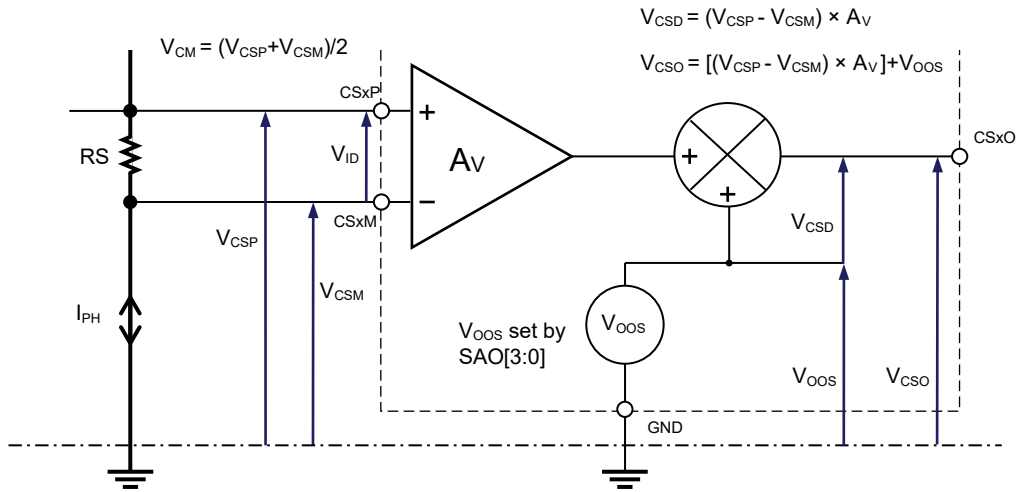 V_CSD = (V_CSP - V_CSM) × A_V
V_CM = (V_CSP+V_CSM)/2
V_CSO = [(V_CSP - V_CSM) × A_V]+V_OOS
CSxP
+
RS
V_ID
A_V
+
CSxO
CSxM
−
+
V_CSP
V_CSD
V_CSM
I_PH
V_OOS set by
SAO[3:0]
V_OOS
V_OOS
V_CSO
GND